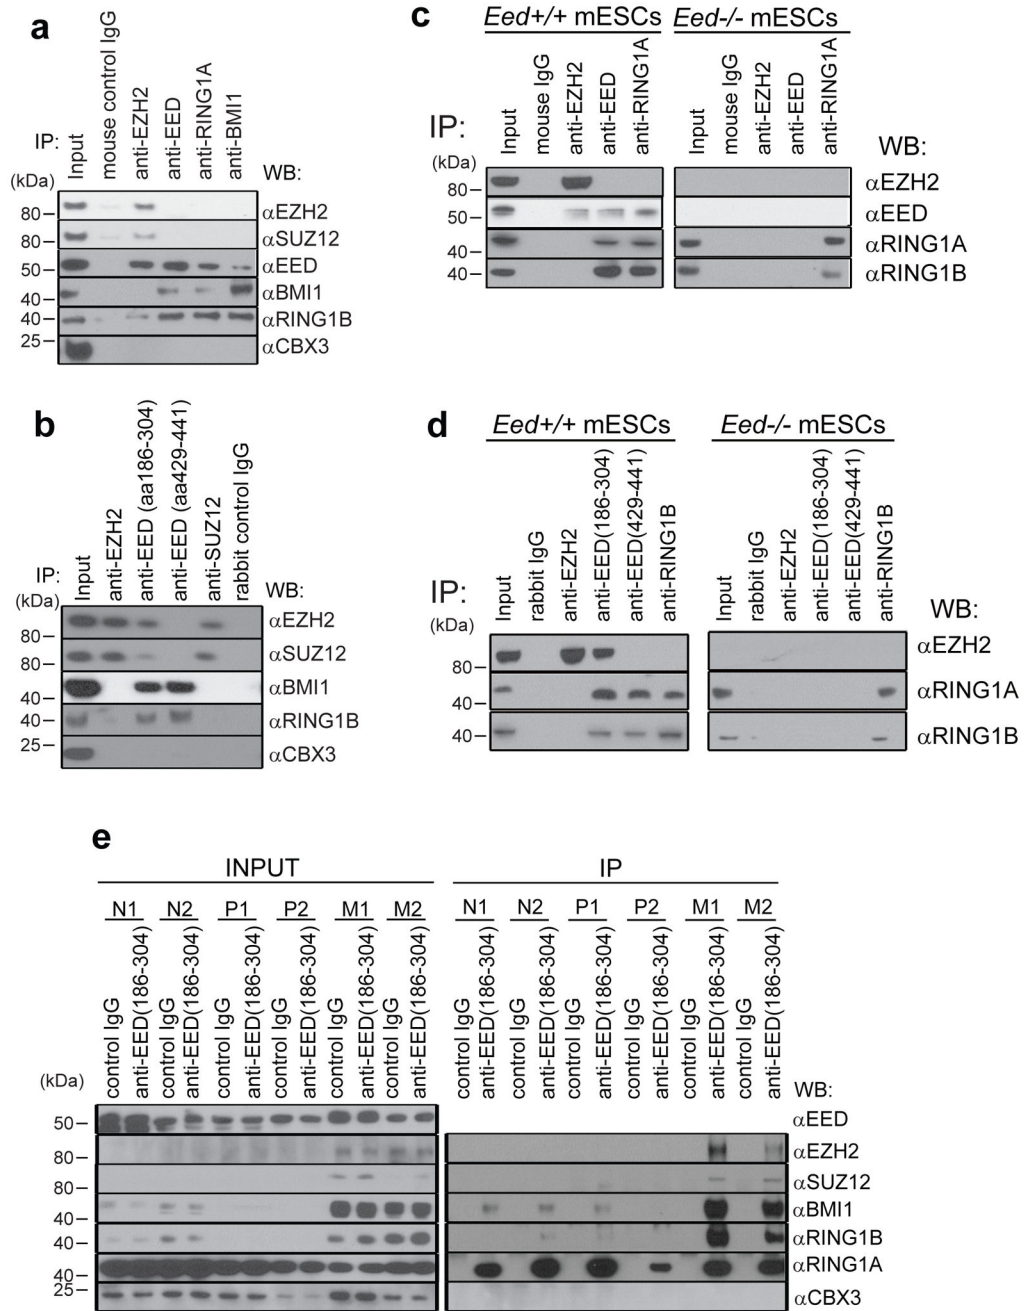 a
IP:
(kDa)
Input
mouse control IgG
anti-EZH2
anti-EED
anti-RING1A
anti-BMI1
WB:
80
αEZH2
80
αSUZ12
50
αEED
40
αBMI1
40
αRING1B
25
αCBX3
c
Eed+/+ mESCs
Eed-/- mESCs
IP:
(kDa)
Input
mouse IgG
anti-EZH2
anti-EED
anti-RING1A
Input
mouse IgG
anti-EZH2
anti-EED
anti-RING1A
WB:
80
αEZH2
50
αEED
40
αRING1A
40
αRING1B
b
IP:
(kDa)
Input
anti-EZH2
anti-EED (aa186-304)
anti-EED (aa429-441)
anti-SUZ12
rabbit control IgG
WB:
80
αEZH2
80
αSUZ12
40
αBMI1
40
αRING1B
25
αCBX3
d
Eed+/+ mESCs
Eed-/- mESCs
IP:
(kDa)
Input
rabbit IgG
anti-EZH2
anti-EED(186-304)
anti-EED(429-441)
anti-RING1B
Input
rabbit IgG
anti-EZH2
anti-EED(186-304)
anti-EED(429-441)
anti-RING1B
WB:
80
αEZH2
40
αRING1A
40
αRING1B
e
INPUT
IP
N1 N2 P1 P2 M1 M2
N1 N2 P1 P2 M1 M2
(kDa)
control IgG
anti-EED(186-304)
control IgG
anti-EED(186-304)
control IgG
anti-EED(186-304)
control IgG
anti-EED(186-304)
control IgG
anti-EED(186-304)
control IgG
anti-EED(186-304)
control IgG
anti-EED(186-304)
control IgG
anti-EED(186-304)
control IgG
anti-EED(186-304)
control IgG
anti-EED(186-304)
control IgG
anti-EED(186-304)
control IgG
anti-EED(186-304)
WB:
50
αEED
80
αEZH2
80
αSUZ12
40
αBMI1
40
αRING1B
40
αRING1A
25
αCBX3